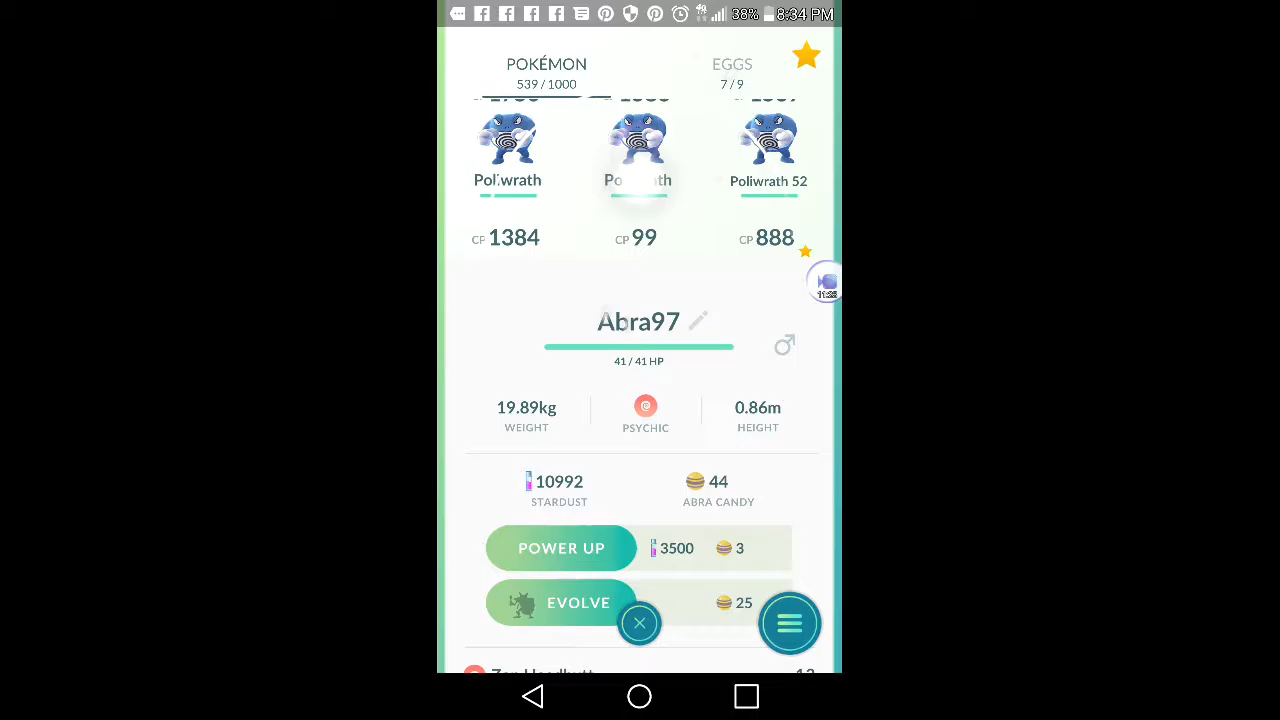 38% 8:34 PM
POKÉMON EGGS
539 / 1000 7 / 9
Poliwrath Poliwrath 52
CP 1384 CP 99 CP 888
Abra97
41 / 41 HP
19.89kg 0.86m
WEIGHT PSYCHIC HEIGHT
10992 44
STARDUST ABRA CANDY
POWER UP 3500 3
EVOLVE 25